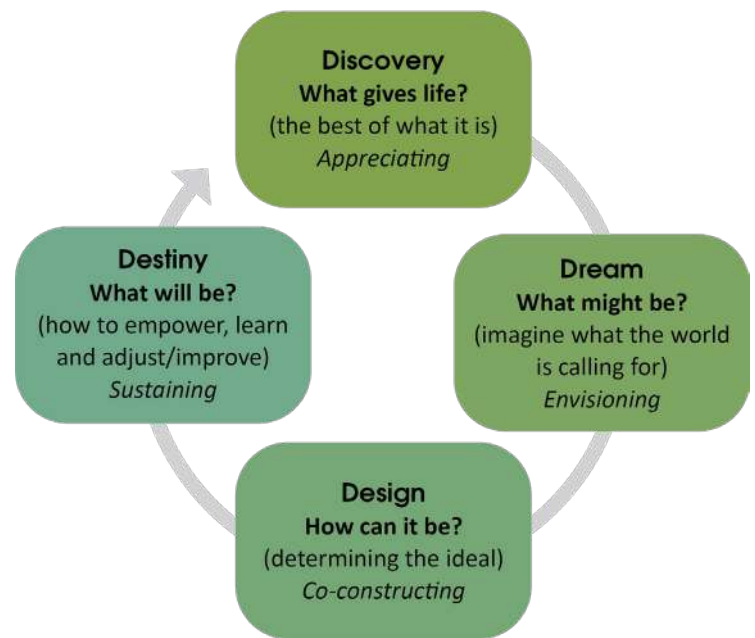 Discovery
What gives life?
(the best of what it is)
Appreciating
Dream
What might be?
(imagine what the world
is calling for)
Envisioning
Design
How can it be?
(determining the ideal)
Co-constructing
Destiny
What will be?
(how to empower, learn
and adjust/improve)
Sustaining